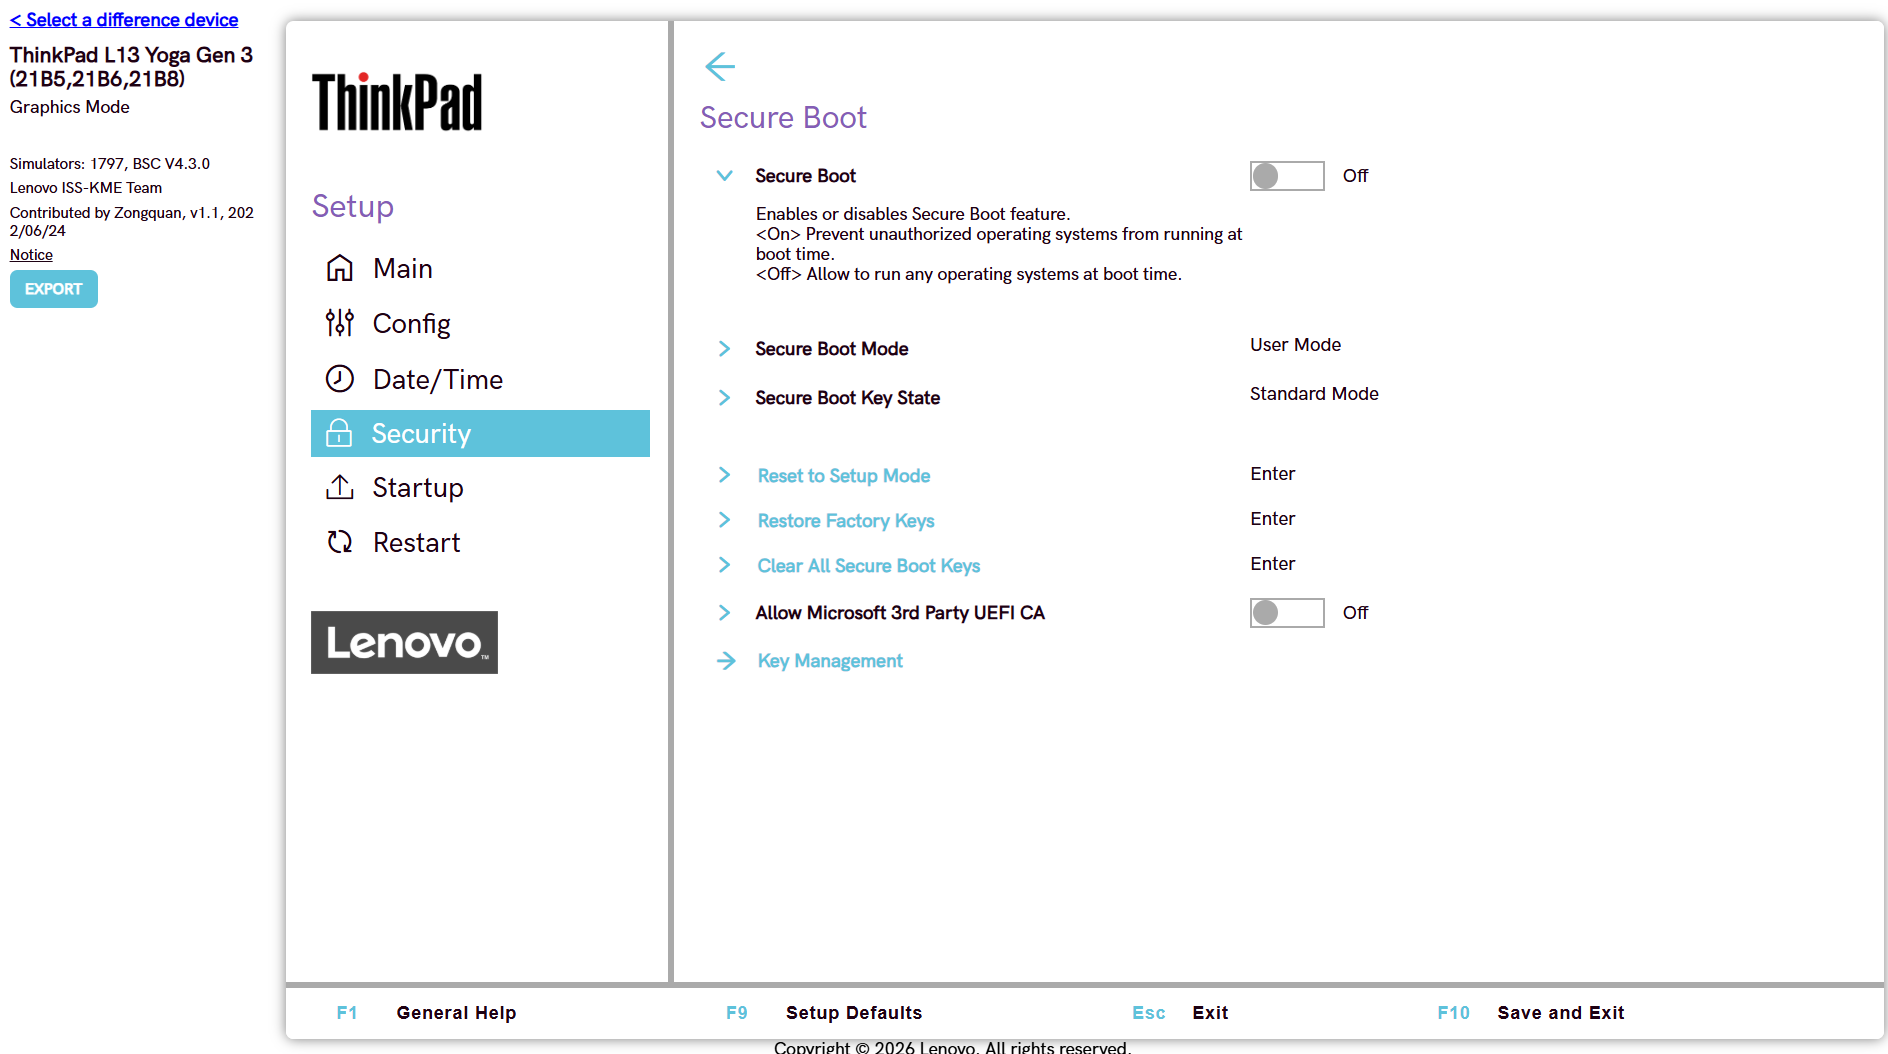 < Select a difference device
ThinkPad L13 Yoga Gen 3
(21B5,21B6,21B8)
Graphics Mode
Simulators: 1797, BSC V4.3.0
Lenovo ISS-KME Team
Contributed by Zongquan, v1.1, 202
2/06/24
Notice
EXPORT
ThinkPad
Setup
Main
Config
Date/Time
Security
Startup
Restart
Lenovo™
Secure Boot
Secure Boot Off
Enables or disables Secure Boot feature.
<On> Prevent unauthorized operating systems from running at
boot time.
<Off> Allow to run any operating systems at boot time.
Secure Boot Mode User Mode
Secure Boot Key State Standard Mode
Reset to Setup Mode Enter
Restore Factory Keys Enter
Clear All Secure Boot Keys Enter
Allow Microsoft 3rd Party UEFI CA Off
Key Management
F1 General Help F9 Setup Defaults Esc Exit F10 Save and Exit
Copyright © 2026 Lenovo. All rights reserved.